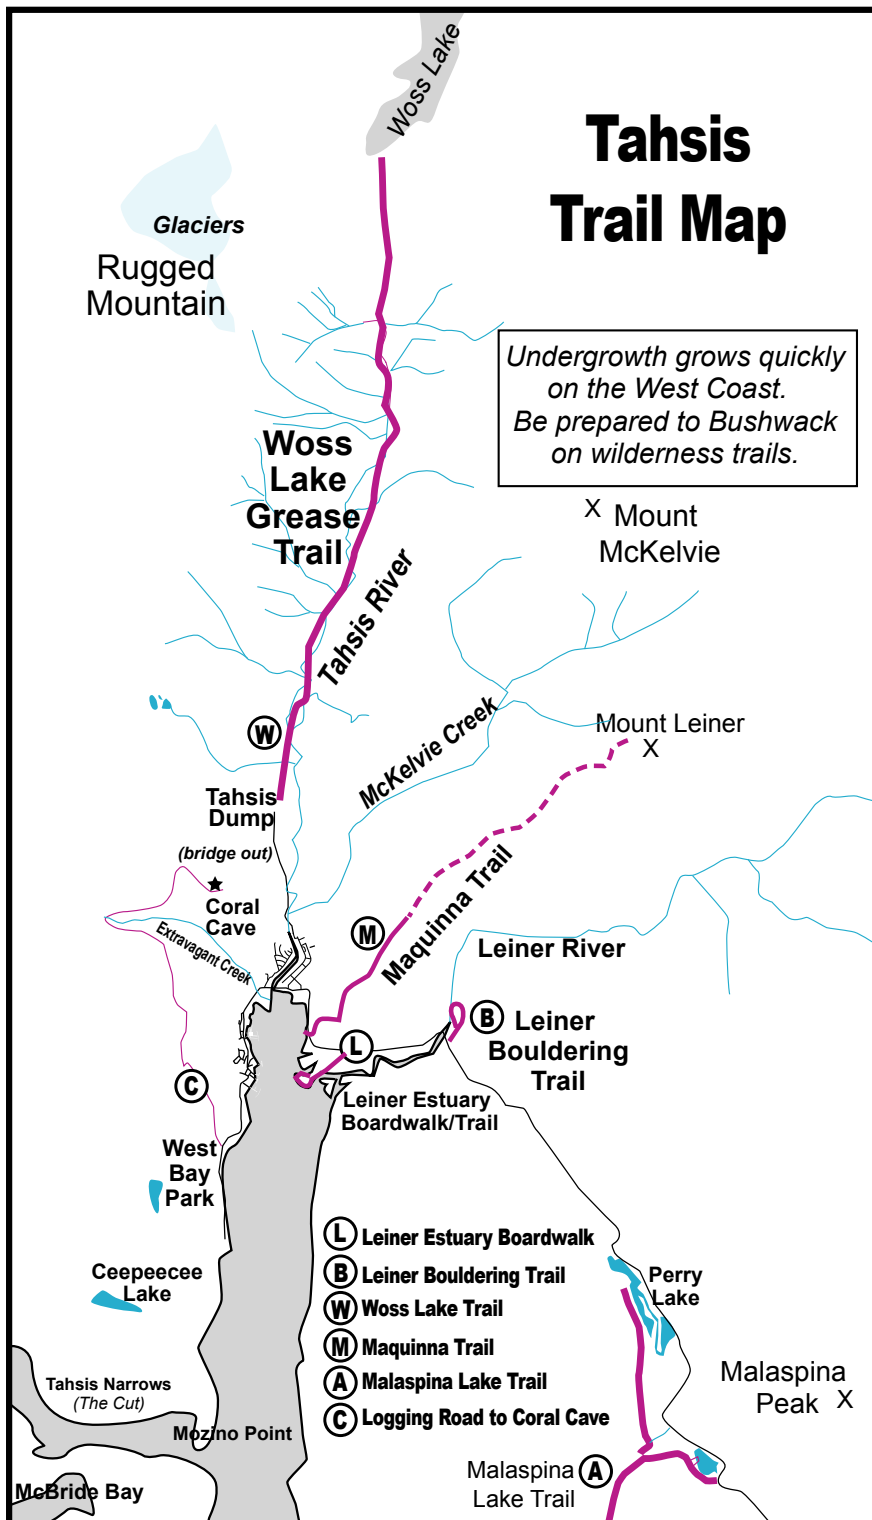 Woss Lake
Tahsis
Trail Map
Glaciers
Rugged
Mountain
Undergrowth grows quickly
on the West Coast.
Be prepared to Bushwack
on wilderness trails.
Woss
Lake
Grease
Trail
X Mount
McKelvie
Tahsis River
W
McKelvie Creek
Mount Leiner
X
Tahsis
Dump
(bridge out)
Coral
Cave
Extravagant Creek
M
Maquinna Trail
Leiner River
B
Leiner
Bouldering
Trail
L
C
Leiner Estuary
Boardwalk/Trail
West
Bay
Park
L Leiner Estuary Boardwalk
B Leiner Bouldering Trail
W Woss Lake Trail
M Maquinna Trail
A Malaspina Lake Trail
C Logging Road to Coral Cave
Ceepeecee
Lake
Perry
Lake
Malaspina
Peak X
Tahsis Narrows
(The Cut)
Mozino Point
McBride Bay
Malaspina
Lake Trail
A